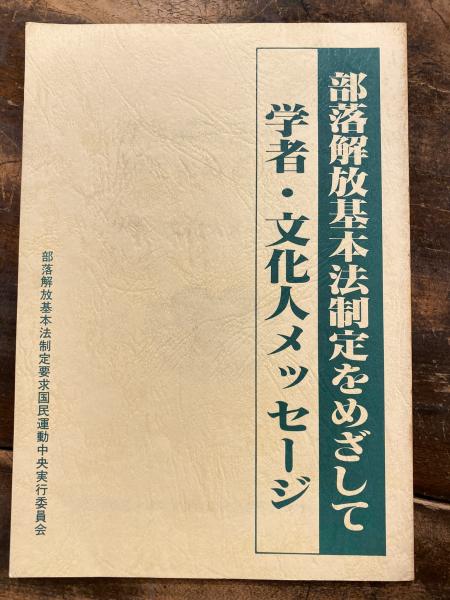 部落解放基本法制定をめざして
学者・文化人メッセージ
部落解放基本法制定要求国民運動中央実行委員会